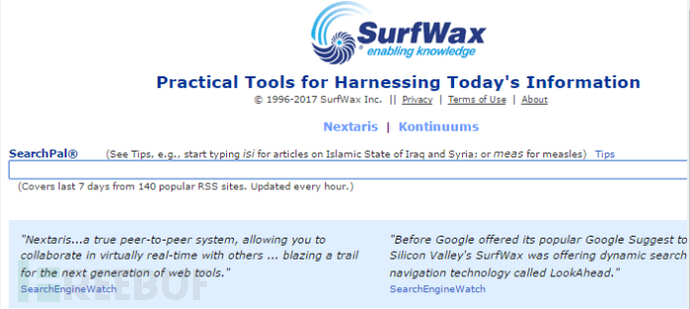 SurfWax
enabling knowledge
Practical Tools for Harnessing Today's Information
© 1996-2017 SurfWax Inc. || Privacy | Terms of Use | About
Nextaris | Kontinuums
SearchPal® (See Tips, e.g., start typing isi for articles on Islamic State of Iraq and Syria; or meas for measles) Tips
(Covers last 7 days from 140 popular RSS sites. Updated every hour.)
"Nextaris...a true peer-to-peer system, allowing you to
collaborate in virtually real-time with others ... blazing a trail
for the next generation of web tools."
SearchEngineWatch
"Before Google offered its popular Google Suggest to
Silicon Valley's SurfWax was offering dynamic search
navigation technology called LookAhead."
SearchEngineWatch
FREEBUF